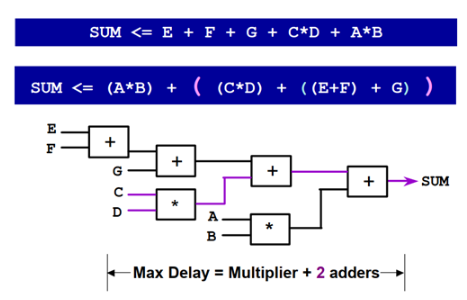 SUM <= E + F + G + C*D + A*B
SUM <= (A*B) + ( (C*D) + ((E+F) + G) )
E
F
+
G
+
C
D
*
+
A
B
*
+
SUM
Max Delay = Multiplier + 2 adders